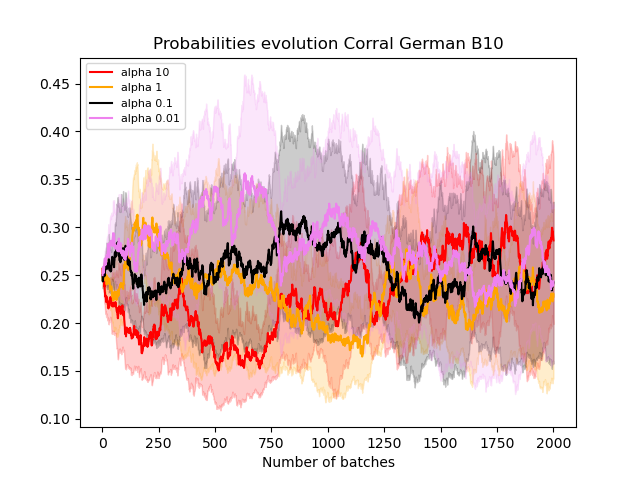 Probabilities evolution Corral German B10
alpha 10
alpha 1
alpha 0.1
alpha 0.01
0.45
0.40
0.35
0.30
0.25
0.20
0.15
0.10
0 250 500 750 1000 1250 1500 1750 2000
Number of batches